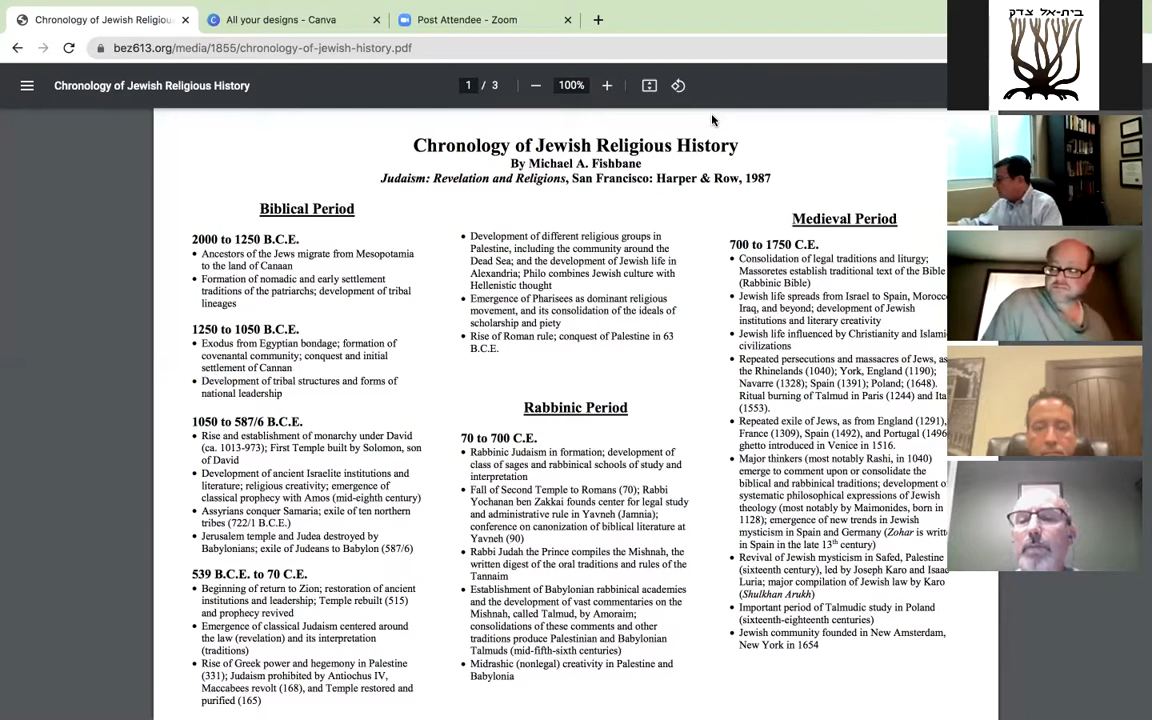 Chronology of Jewish Religious
All your designs - Canva
Post Attendee - Zoom
bez613.org/media/1855/chronology-of-jewish-history.pdf
Chronology of Jewish Religious History
1 / 3
100%
בית-אל צדק
Chronology of Jewish Religious History
By Michael A. Fishbane
Judaism: Revelation and Religions, San Francisco: Harper & Row, 1987
Biblical Period
2000 to 1250 B.C.E.
• Ancestors of the Jews migrate from Mesopotamia
to the land of Canaan
• Formation of nomadic and early settlement
traditions of the patriarchs; development of tribal
lineages
1250 to 1050 B.C.E.
• Exodus from Egyptian bondage; formation of
covenantal community; conquest and initial
settlement of Cannan
• Development of tribal structures and forms of
national leadership
1050 to 587/6 B.C.E.
• Rise and establishment of monarchy under David
(ca. 1013-973); First Temple built by Solomon, son
of David
• Development of ancient Israelite institutions and
literature; religious creativity; emergence of
classical prophecy with Amos (mid-eighth century)
• Assyrians conquer Samaria; exile of ten northern
tribes (722/1 B.C.E.)
• Jerusalem temple and Judea destroyed by
Babylonians; exile of Judeans to Babylon (587/6)
539 B.C.E. to 70 C.E.
• Beginning of return to Zion; restoration of ancient
institutions and leadership; Temple rebuilt (515)
and prophecy revived
• Emergence of classical Judaism centered around
the law (revelation) and its interpretation
(traditions)
• Rise of Greek power and hegemony in Palestine
(331); Judaism prohibited by Antiochus IV,
Maccabees revolt (168), and Temple restored and
purified (165)
• Development of different religious groups in
Palestine, including the community around the
Dead Sea; and the development of Jewish life in
Alexandria; Philo combines Jewish culture with
Hellenistic thought
• Emergence of Pharisees as dominant religious
movement, and its consolidation of the ideals of
scholarship and piety
• Rise of Roman rule; conquest of Palestine in 63
B.C.E.
Rabbinic Period
70 to 700 C.E.
• Rabbinic Judaism in formation; development of
class of sages and rabbinical schools of study and
interpretation
• Fall of Second Temple to Romans (70); Rabbi
Yochanan ben Zakkai founds center for legal study
and administrative rule in Yavneh (Jamnia);
conference on canonization of biblical literature at
Yavneh (90)
• Rabbi Judah the Prince compiles the Mishnah, the
written digest of the oral traditions and rules of the
Tannaim
• Establishment of Babylonian rabbinical academies
and the development of vast commentaries on the
Mishnah, called Talmud, by Amoraim;
consolidations of these comments and other
traditions produce Palestinian and Babylonian
Talmuds (mid-fifth-sixth centuries)
• Midrashic (nonlegal) creativity in Palestine and
Babylonia
Medieval Period
700 to 1750 C.E.
• Consolidation of legal traditions and liturgy;
Massoretes establish traditional text of the Bible
(Rabbinic Bible)
• Jewish life spreads from Israel to Spain, Morocc
Iraq, and beyond; development of Jewish
institutions and literary creativity
• Jewish life influenced by Christianity and Islami
civilizations
• Repeated persecutions and massacres of Jews, as
the Rhinelands (1040); York, England (1190);
Navarre (1328); Spain (1391); Poland; (1648).
Ritual burning of Talmud in Paris (1244) and Ita
(1553).
• Repeated exile of Jews, as from England (1291),
France (1309), Spain (1492), and Portugal (1496
ghetto introduced in Venice in 1516.
• Major thinkers (most notably Rashi, in 1040)
emerge to comment upon or consolidate the
biblical and rabbinical traditions; development o
systematic philosophical expressions of Jewish
theology (most notably by Maimonides, born in
1128); emergence of new trends in Jewish
mysticism in Spain and Germany (Zohar is writt
in Spain in the late 13th century)
• Revival of Jewish mysticism in Safed, Palestine
(sixteenth century), led by Joseph Karo and Isaac
Luria; major compilation of Jewish law by Karo
(Shulkhan Arukh)
• Important period of Talmudic study in Poland
(sixteenth-eighteenth centuries)
• Jewish community founded in New Amsterdam,
New York in 1654